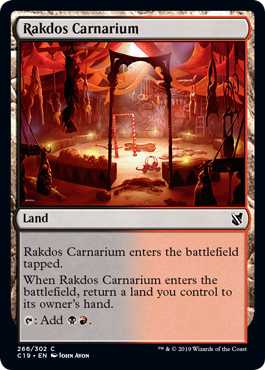 Rakdos Carnarium
Land
Rakdos Carnarium enters the battlefield
tapped.
When Rakdos Carnarium enters the
battlefield, return a land you control to
its owner's hand.
: Add .
266/302 C
C19 • EN John Avon
™ & © 2019 Wizards of the Coast